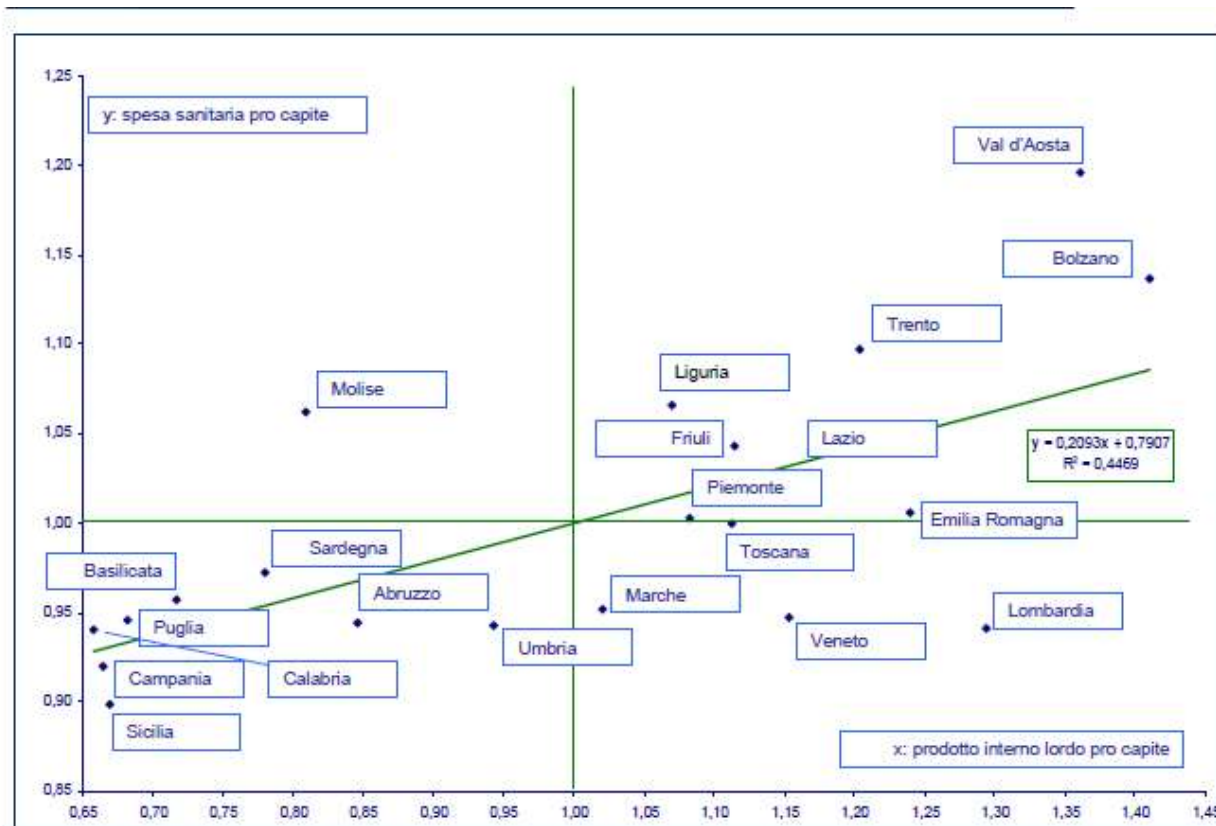 1,25
y: spesa sanitaria pro capite
Val d'Aosta
1,20
Bolzano
1,15
Trento
1,10
Liguria
Molise
1,05
Friuli
Lazio
y = 0,2093x + 0,7907
R² = 0,4469
Piemonte
1,00
Emilia Romagna
Sardegna
Toscana
Basilicata
Abruzzo
Marche
Lombardia
0,95
Puglia
Umbria
Veneto
Campania
Calabria
0,90
Sicilia
x: prodotto interno lordo pro capite
0,85
0,65 0,70 0,75 0,80 0,85 0,90 0,95 1,00 1,05 1,10 1,15 1,20 1,25 1,30 1,35 1,40 1,45